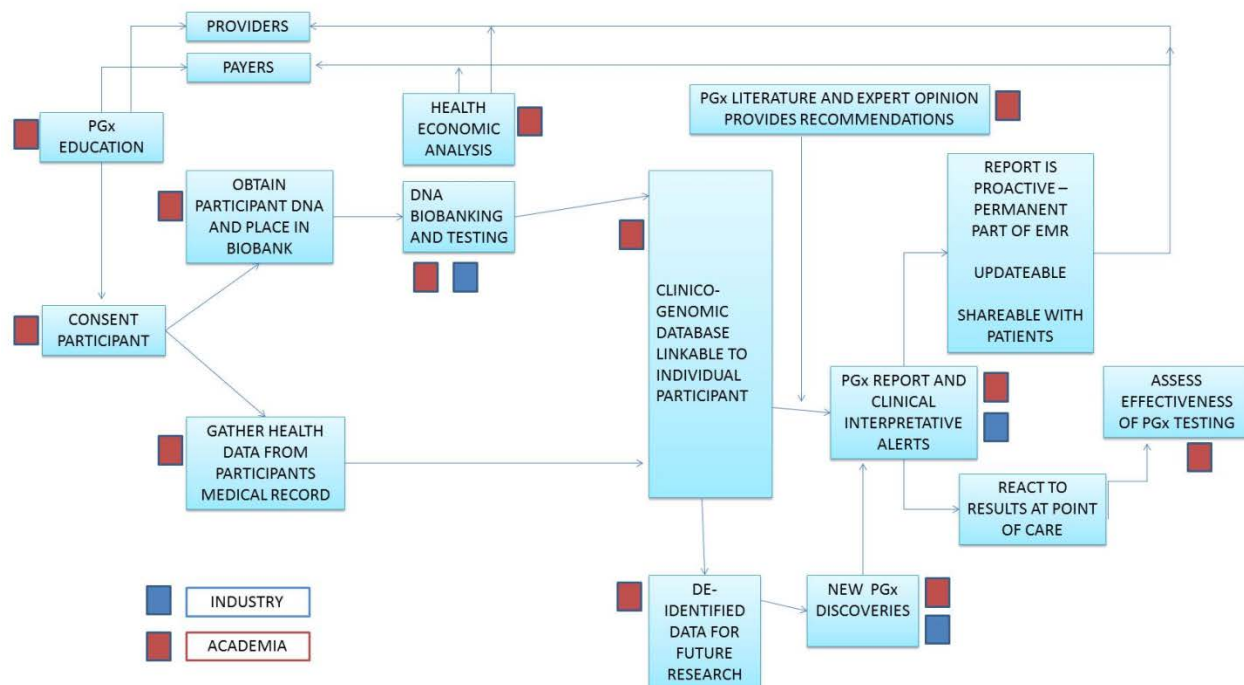 PROVIDERS
PAYERS
PGx
EDUCATION
HEALTH
ECONOMIC
ANALYSIS
PGx LITERATURE AND EXPERT OPINION
PROVIDES RECOMMENDATIONS
OBTAIN
PARTICIPANT DNA
AND PLACE IN
BIOBANK
DNA
BIOBANKING
AND TESTING
REPORT IS
PROACTIVE –
PERMANENT
PART OF EMR
UPDATEABLE
SHAREABLE WITH
PATIENTS
CONSENT
PARTICIPANT
CLINICO-
GENOMIC
DATABASE
LINKABLE TO
INDIVIDUAL
PARTICIPANT
PGx REPORT AND
CLINICAL
INTERPRETATIVE
ALERTS
ASSESS
EFFECTIVENESS
OF PGx TESTING
GATHER HEALTH
DATA FROM
PARTICIPANTS
MEDICAL RECORD
REACT TO
RESULTS AT POINT
OF CARE
DE-
IDENTIFIED
DATA FOR
FUTURE
RESEARCH
NEW PGx
DISCOVERIES
INDUSTRY
ACADEMIA